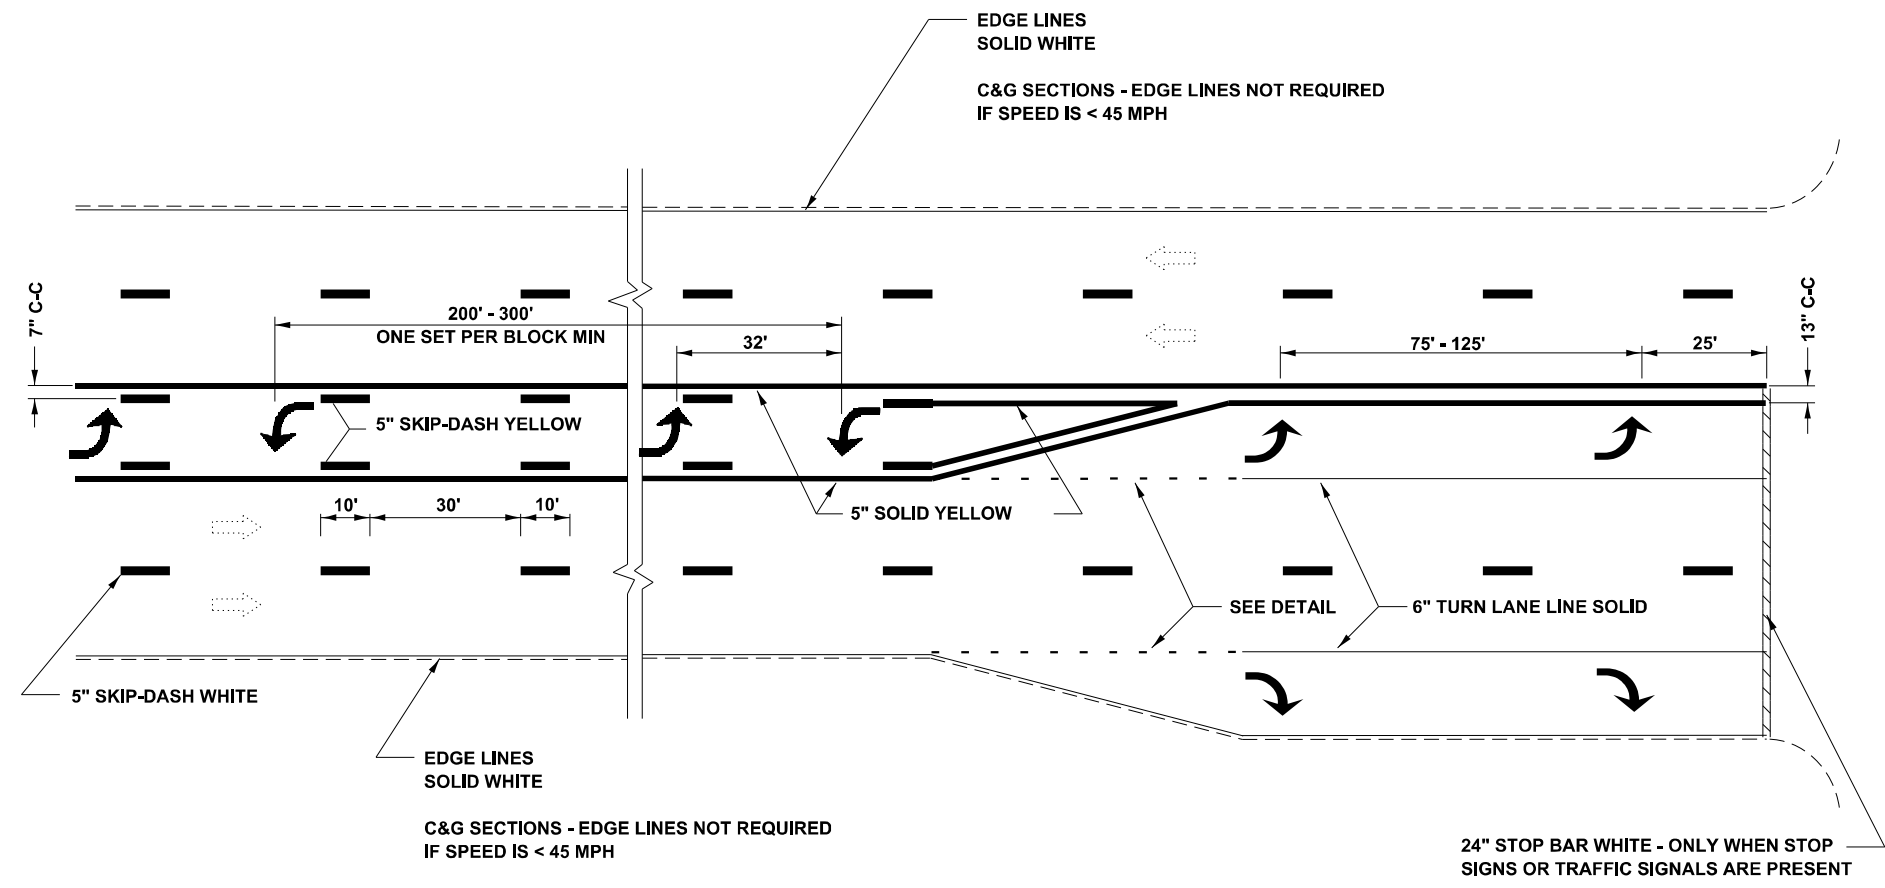 EDGE LINES
SOLID WHITE
C&G SECTIONS - EDGE LINES NOT REQUIRED
IF SPEED IS < 45 MPH
7" C-C
200' - 300'
ONE SET PER BLOCK MIN
32'
75' - 125'
25'
13" C-C
5" SKIP-DASH YELLOW
10'
30'
10'
5" SOLID YELLOW
SEE DETAIL
6" TURN LANE LINE SOLID
5" SKIP-DASH WHITE
EDGE LINES
SOLID WHITE
C&G SECTIONS - EDGE LINES NOT REQUIRED
IF SPEED IS < 45 MPH
24" STOP BAR WHITE - ONLY WHEN STOP
SIGNS OR TRAFFIC SIGNALS ARE PRESENT